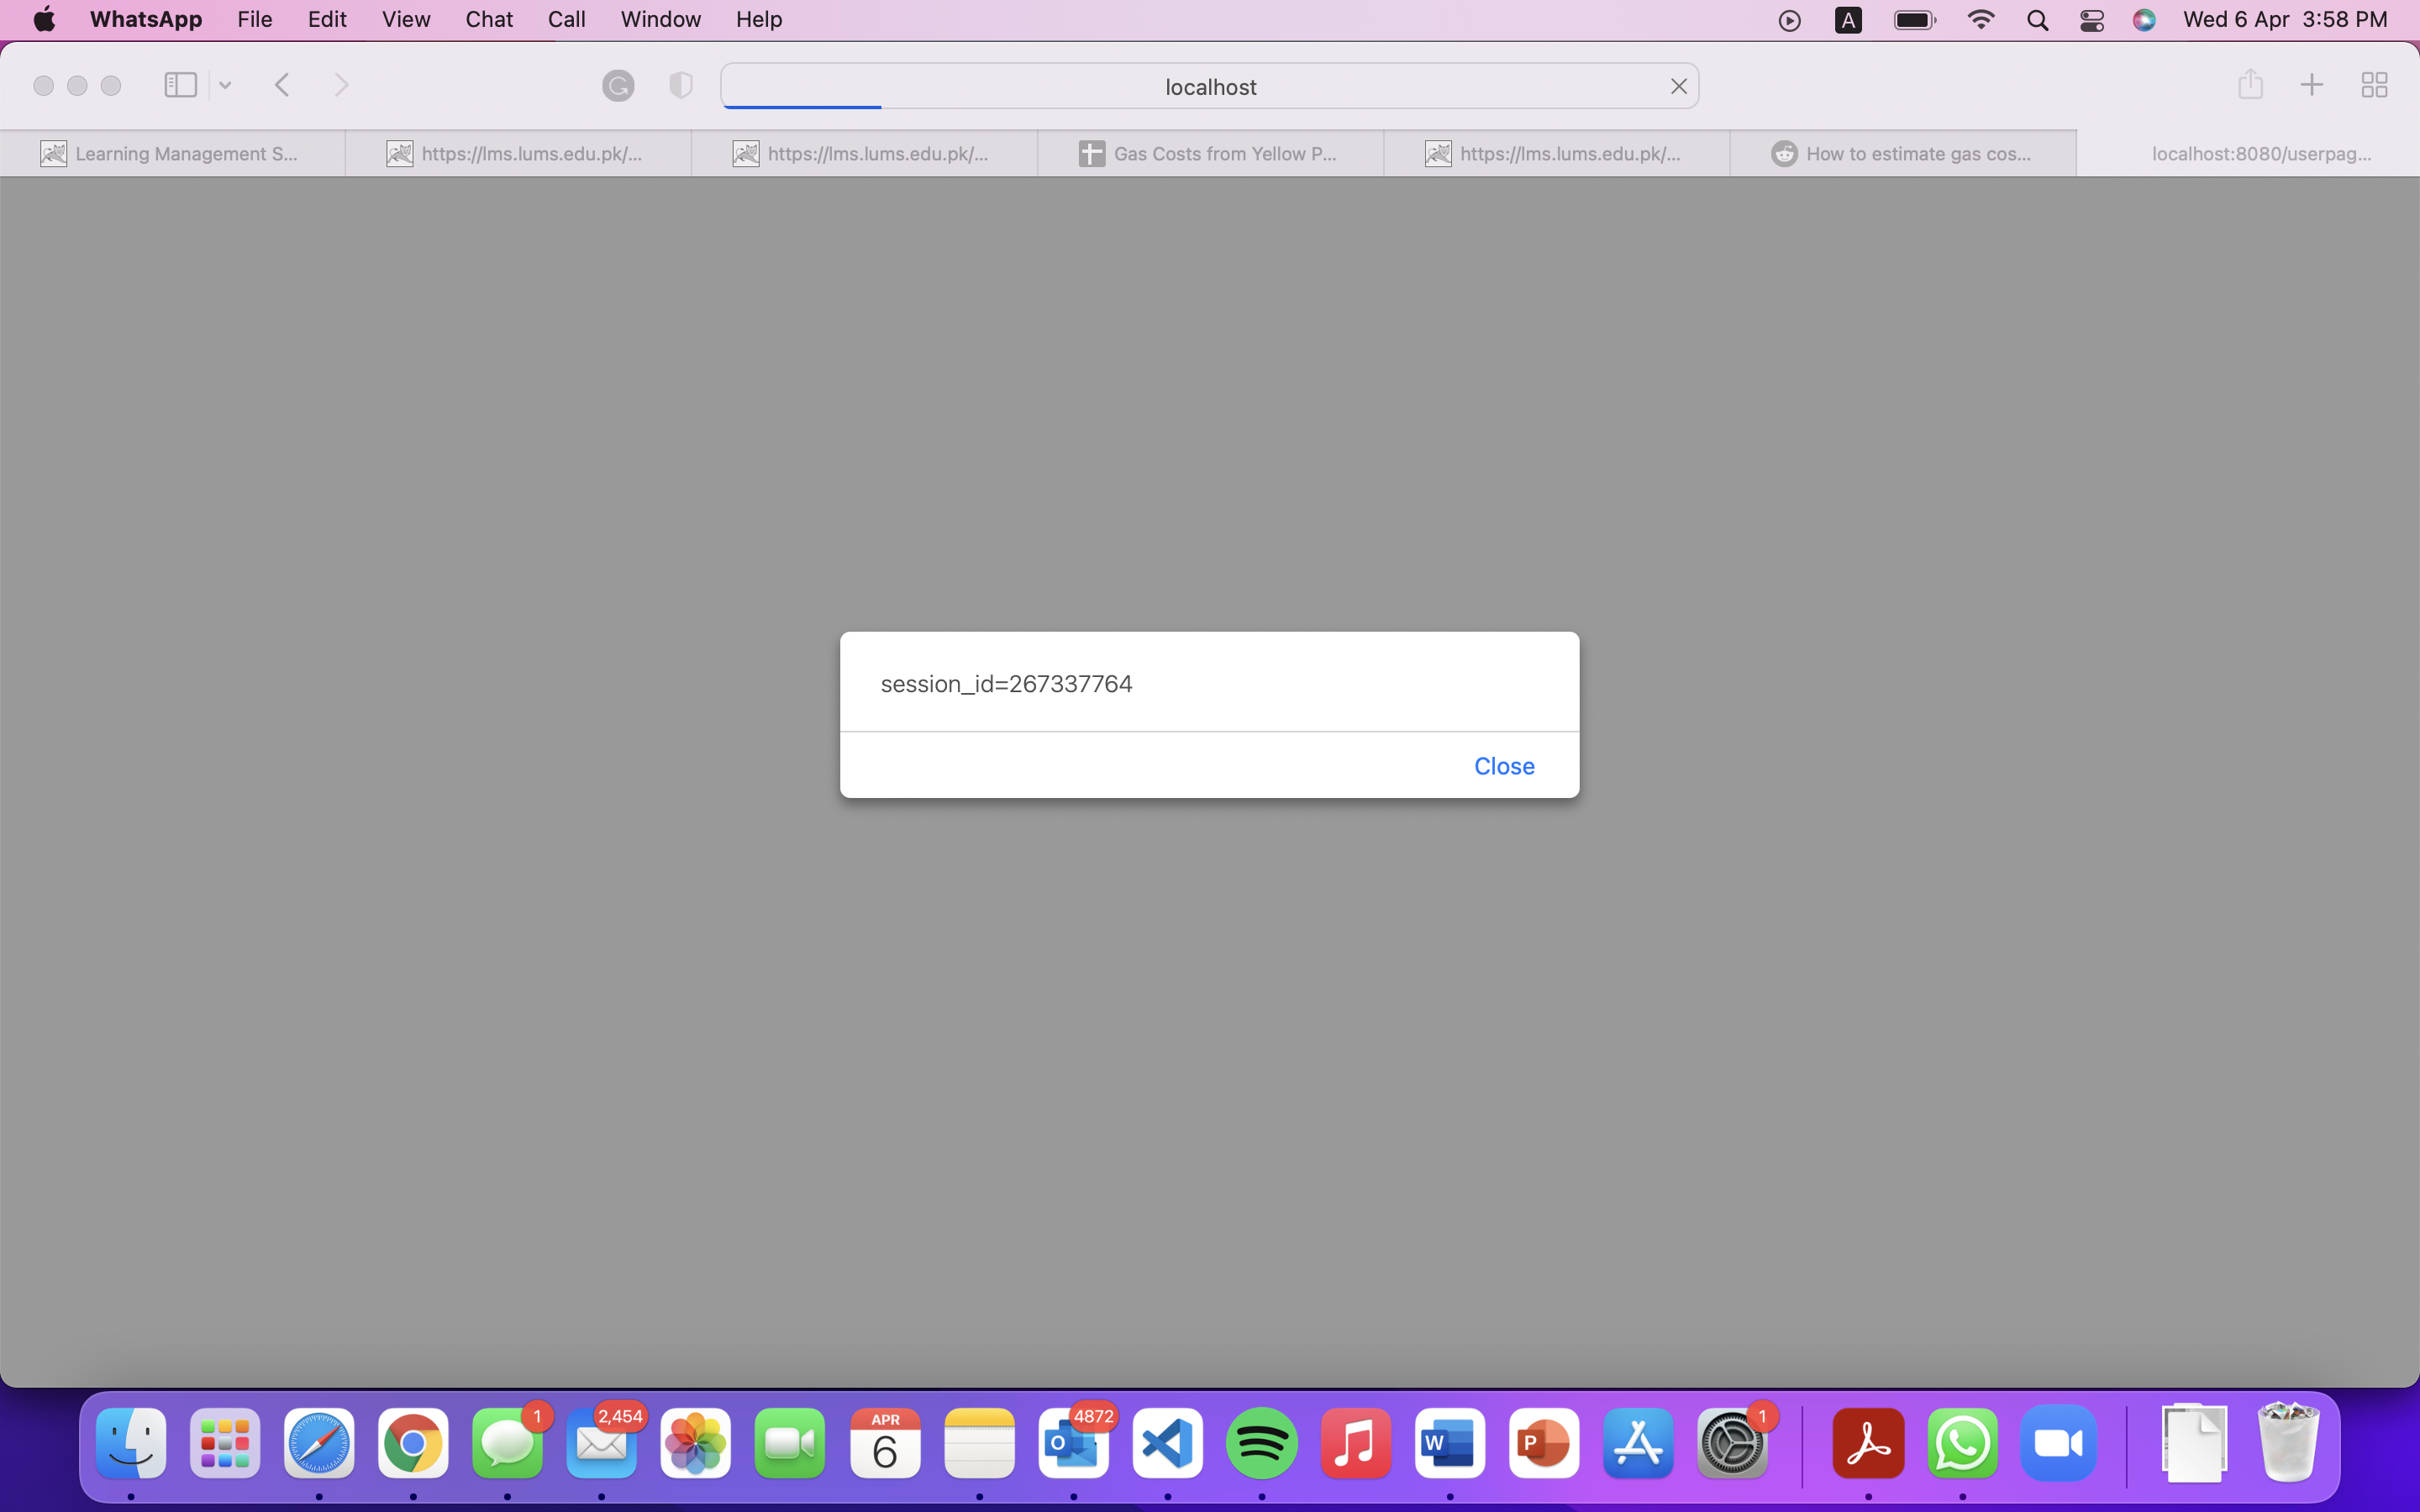 WhatsApp File Edit View Chat Call Window Help A Wed 6 Apr 3:58 PM
localhost
Learning Management S... https://lms.lums.edu.pk/... https://lms.lums.edu.pk/... Gas Costs from Yellow P... https://lms.lums.edu.pk/... How to estimate gas cos... localhost:8080/userpag...
session_id=267337764
Close
1 2,454 APR 6 4872 O W P 1